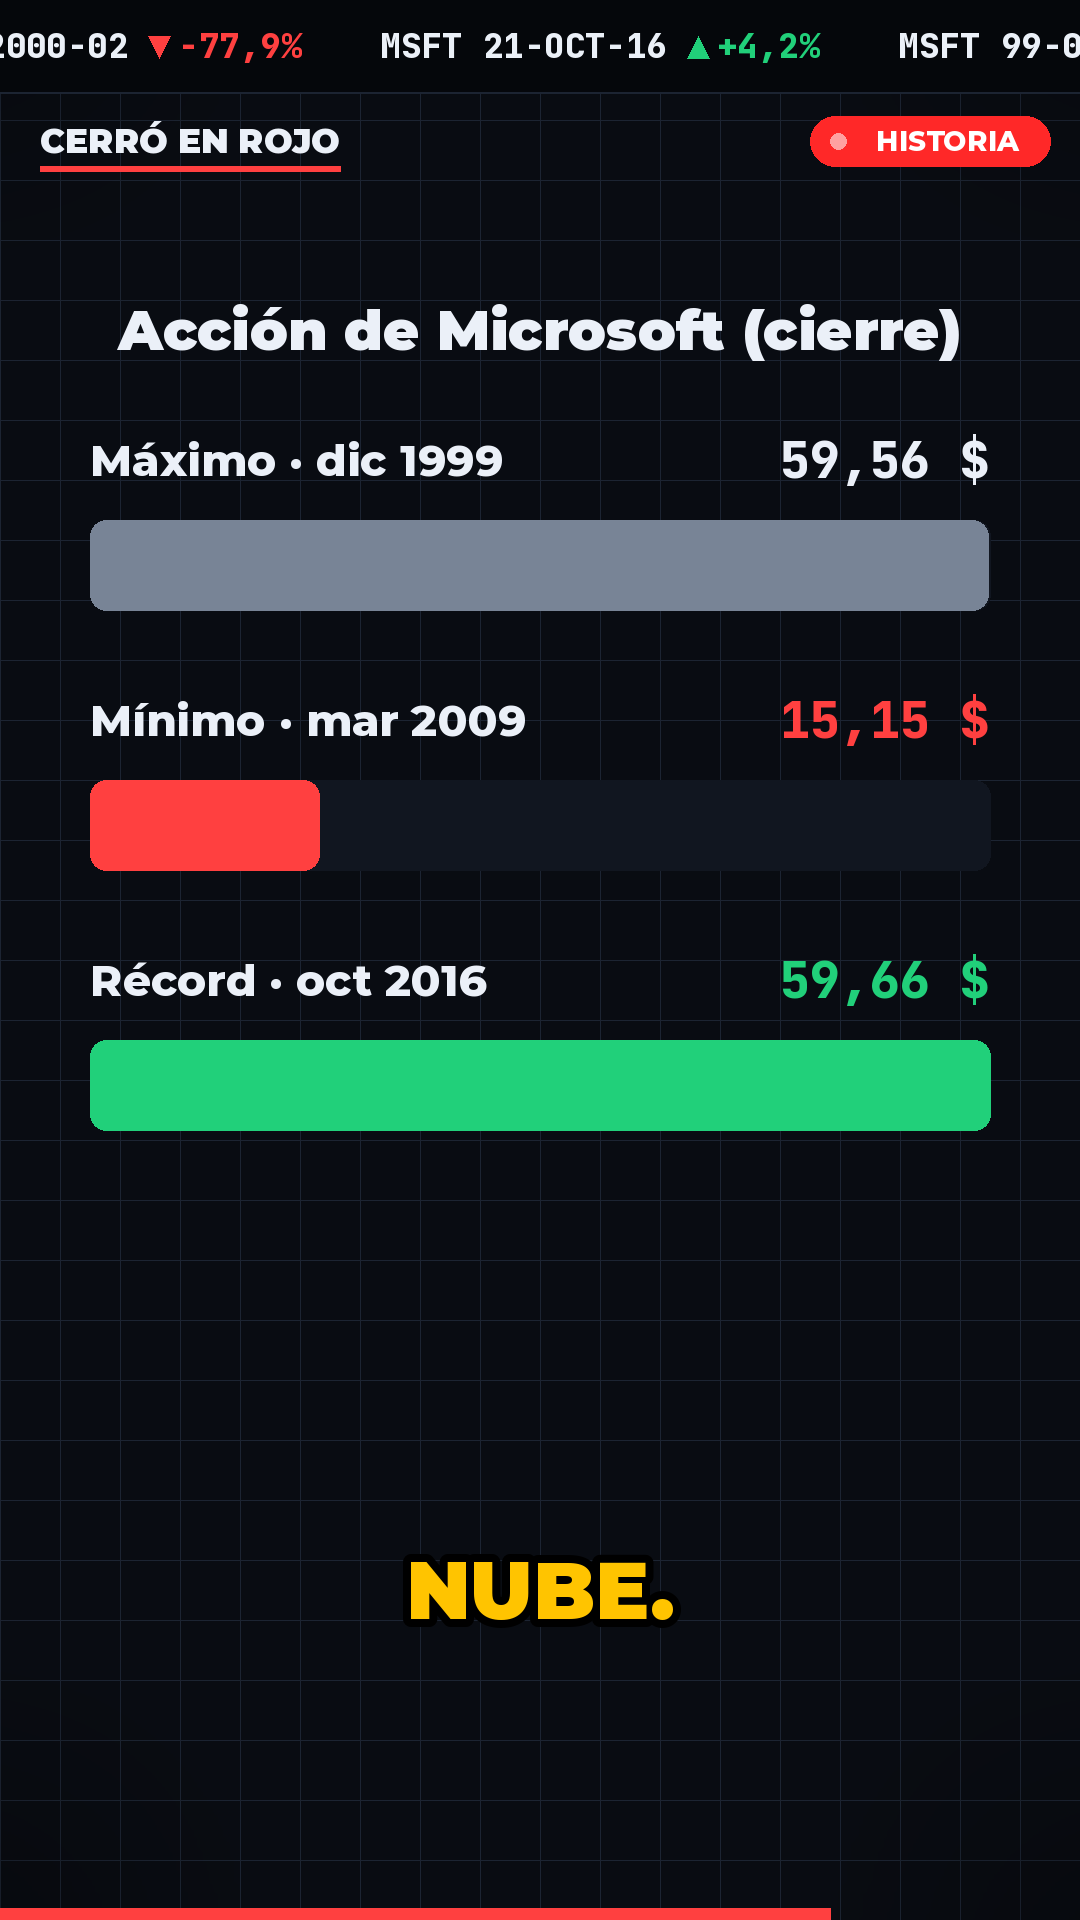 2000-02 ▼-77,9% MSFT 21-OCT-16 ▲+4,2% MSFT 99-0
CERRÓ EN ROJO
HISTORIA
Acción de Microsoft (cierre)
Máximo · dic 1999 59,56 $
Mínimo · mar 2009 15,15 $
Récord · oct 2016 59,66 $
NUBE.